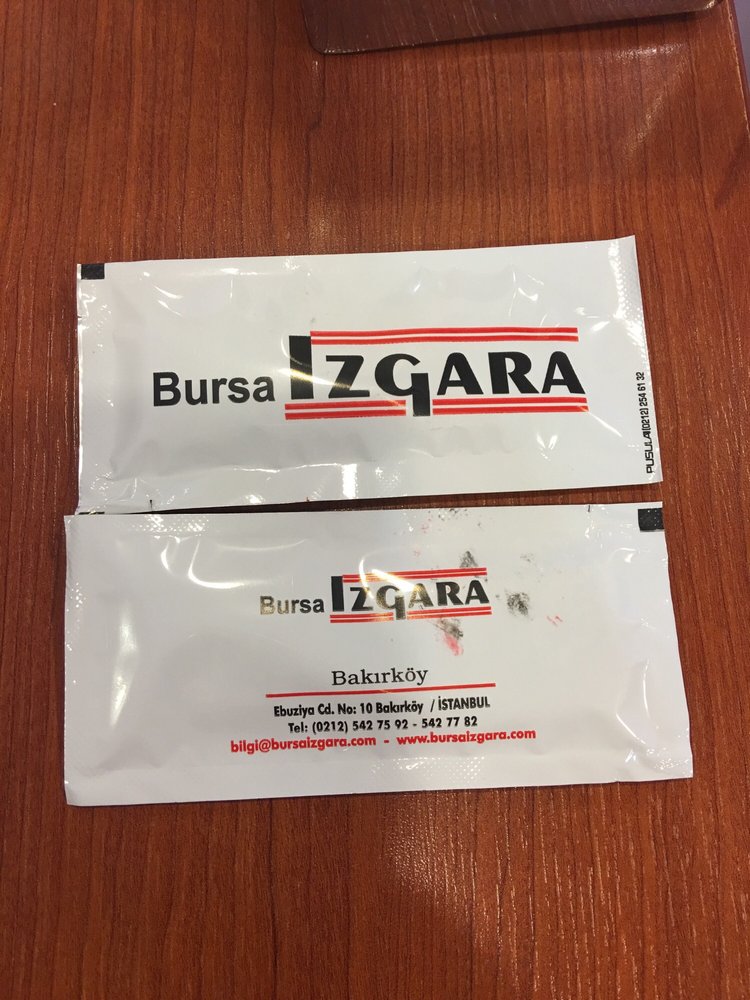 Bursa IZGARA
PUSULA (0212) 254 61 32
Bursa IZGARA
Bakırköy
Ebuziya Cd. No: 10 Bakırköy / İSTANBUL
Tel: (0212) 542 75 92 - 542 77 82
bilgi@bursaizgara.com - www.bursaizgara.com